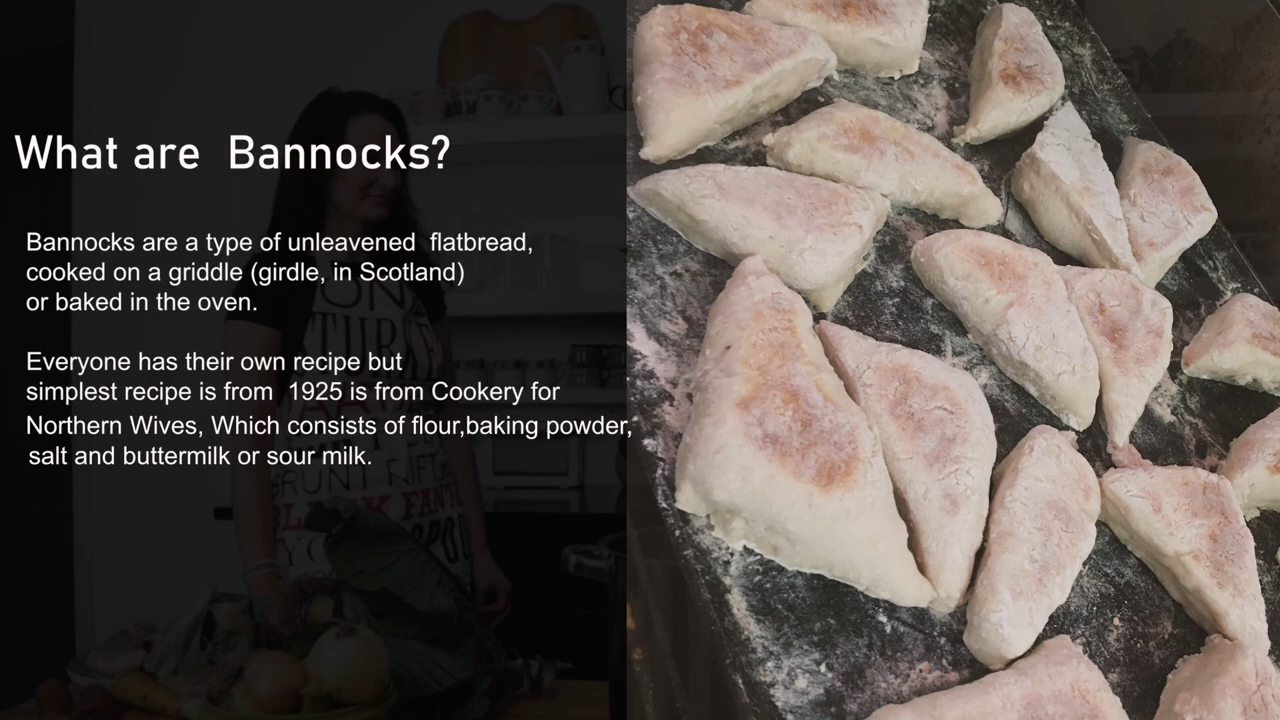 What are  Bannocks?
Bannocks are a type of unleavened  flatbread,
cooked on a griddle (girdle, in Scotland)
or baked in the oven.
Everyone has their own recipe but
simplest recipe is from  1925 is from Cookery for
Northern Wives, Which consists of flour,baking powder,
salt and buttermilk or sour milk.